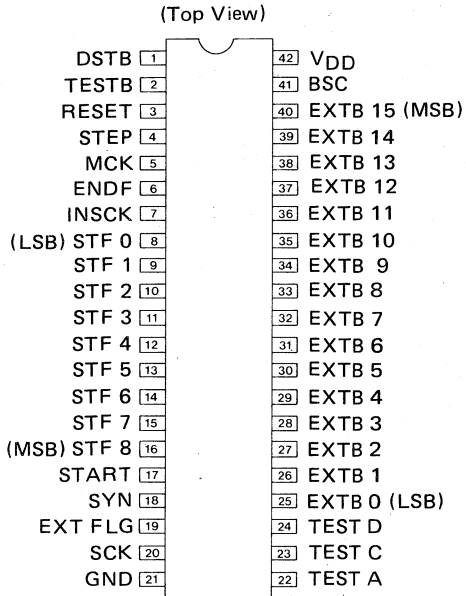 (Top View)
DSTB 1 42 VDD
TESTB 2 41 BSC
RESET 3 40 EXTB 15 (MSB)
STEP 4 39 EXTB 14
MCK 5 38 EXTB 13
ENDF 6 37 EXTB 12
INSCK 7 36 EXTB 11
(LSB) STF 0 8 35 EXTB 10
STF 1 9 34 EXTB 9
STF 2 10 33 EXTB 8
STF 3 11 32 EXTB 7
STF 4 12 31 EXTB 6
STF 5 13 30 EXTB 5
STF 6 14 29 EXTB 4
STF 7 15 28 EXTB 3
(MSB) STF 8 16 27 EXTB 2
START 17 26 EXTB 1
SYN 18 25 EXTB 0 (LSB)
EXT FLG 19 24 TEST D
SCK 20 23 TEST C
GND 21 22 TEST A